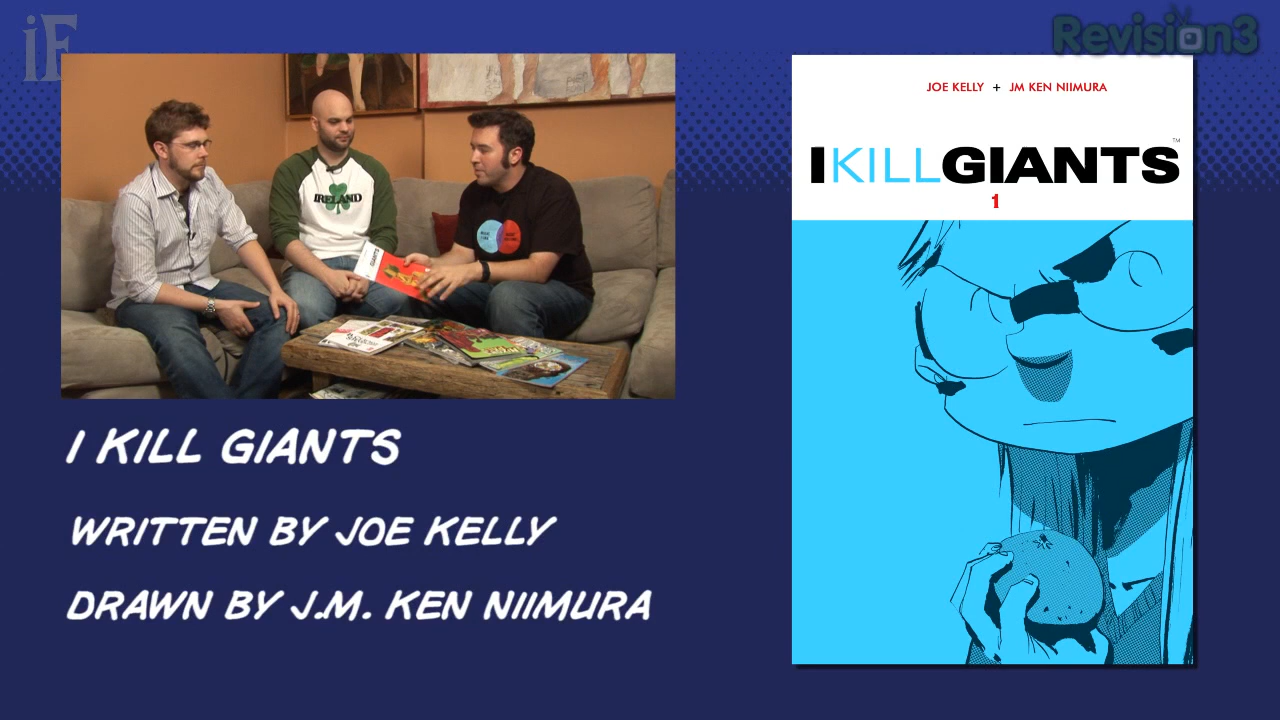 iF
Revision3
IRELAND
GIANTS
JOE KELLY + JM KEN NIIMURA
I KILL GIANTS™
1
I KILL GIANTS
WRITTEN BY JOE KELLY
DRAWN BY J.M. KEN NIIMURA